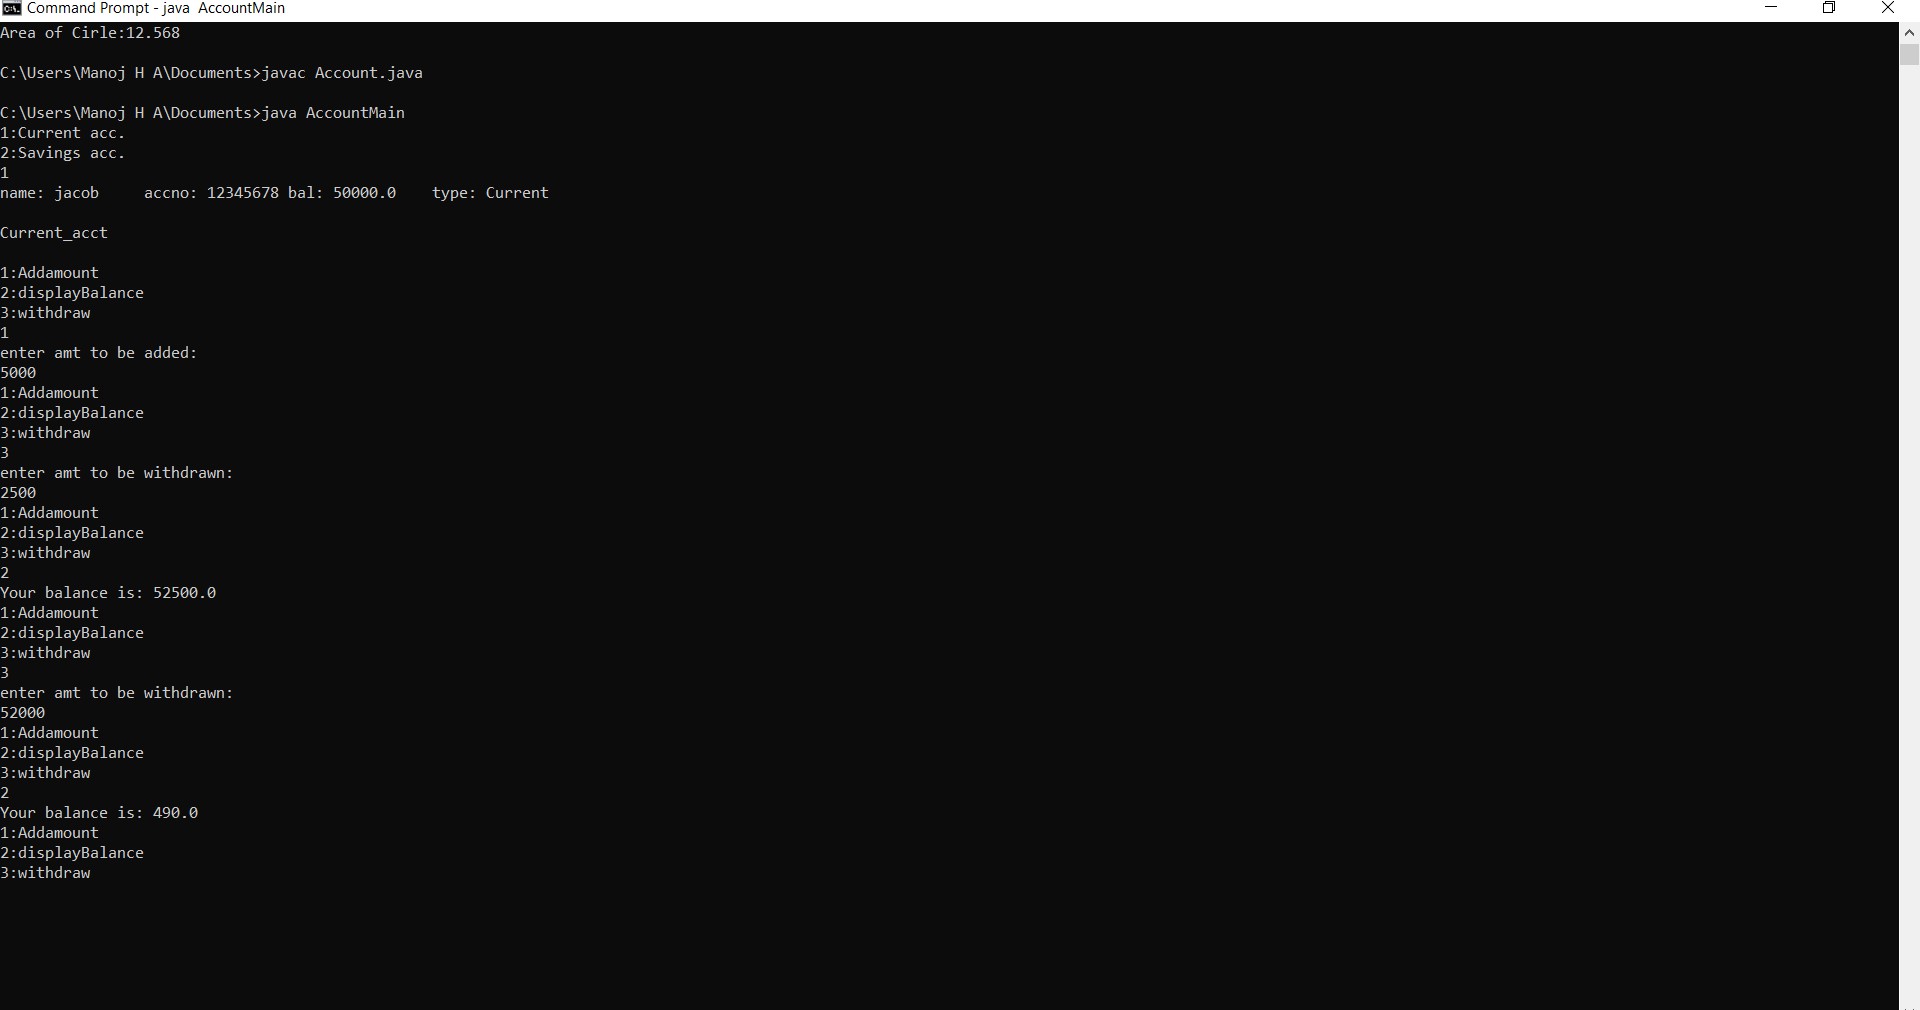 Command Prompt - java  AccountMain
Area of Cirle:12.568
C:\Users\Manoj H A\Documents>javac Account.java
C:\Users\Manoj H A\Documents>java AccountMain
1:Current acc.
2:Savings acc.
1
name: jacob     accno: 12345678 bal: 50000.0    type: Current
Current_acct
1:Addamount
2:displayBalance
3:withdraw
1
enter amt to be added:
5000
1:Addamount
2:displayBalance
3:withdraw
3
enter amt to be withdrawn:
2500
1:Addamount
2:displayBalance
3:withdraw
2
Your balance is: 52500.0
1:Addamount
2:displayBalance
3:withdraw
3
enter amt to be withdrawn:
52000
1:Addamount
2:displayBalance
3:withdraw
2
Your balance is: 490.0
1:Addamount
2:displayBalance
3:withdraw